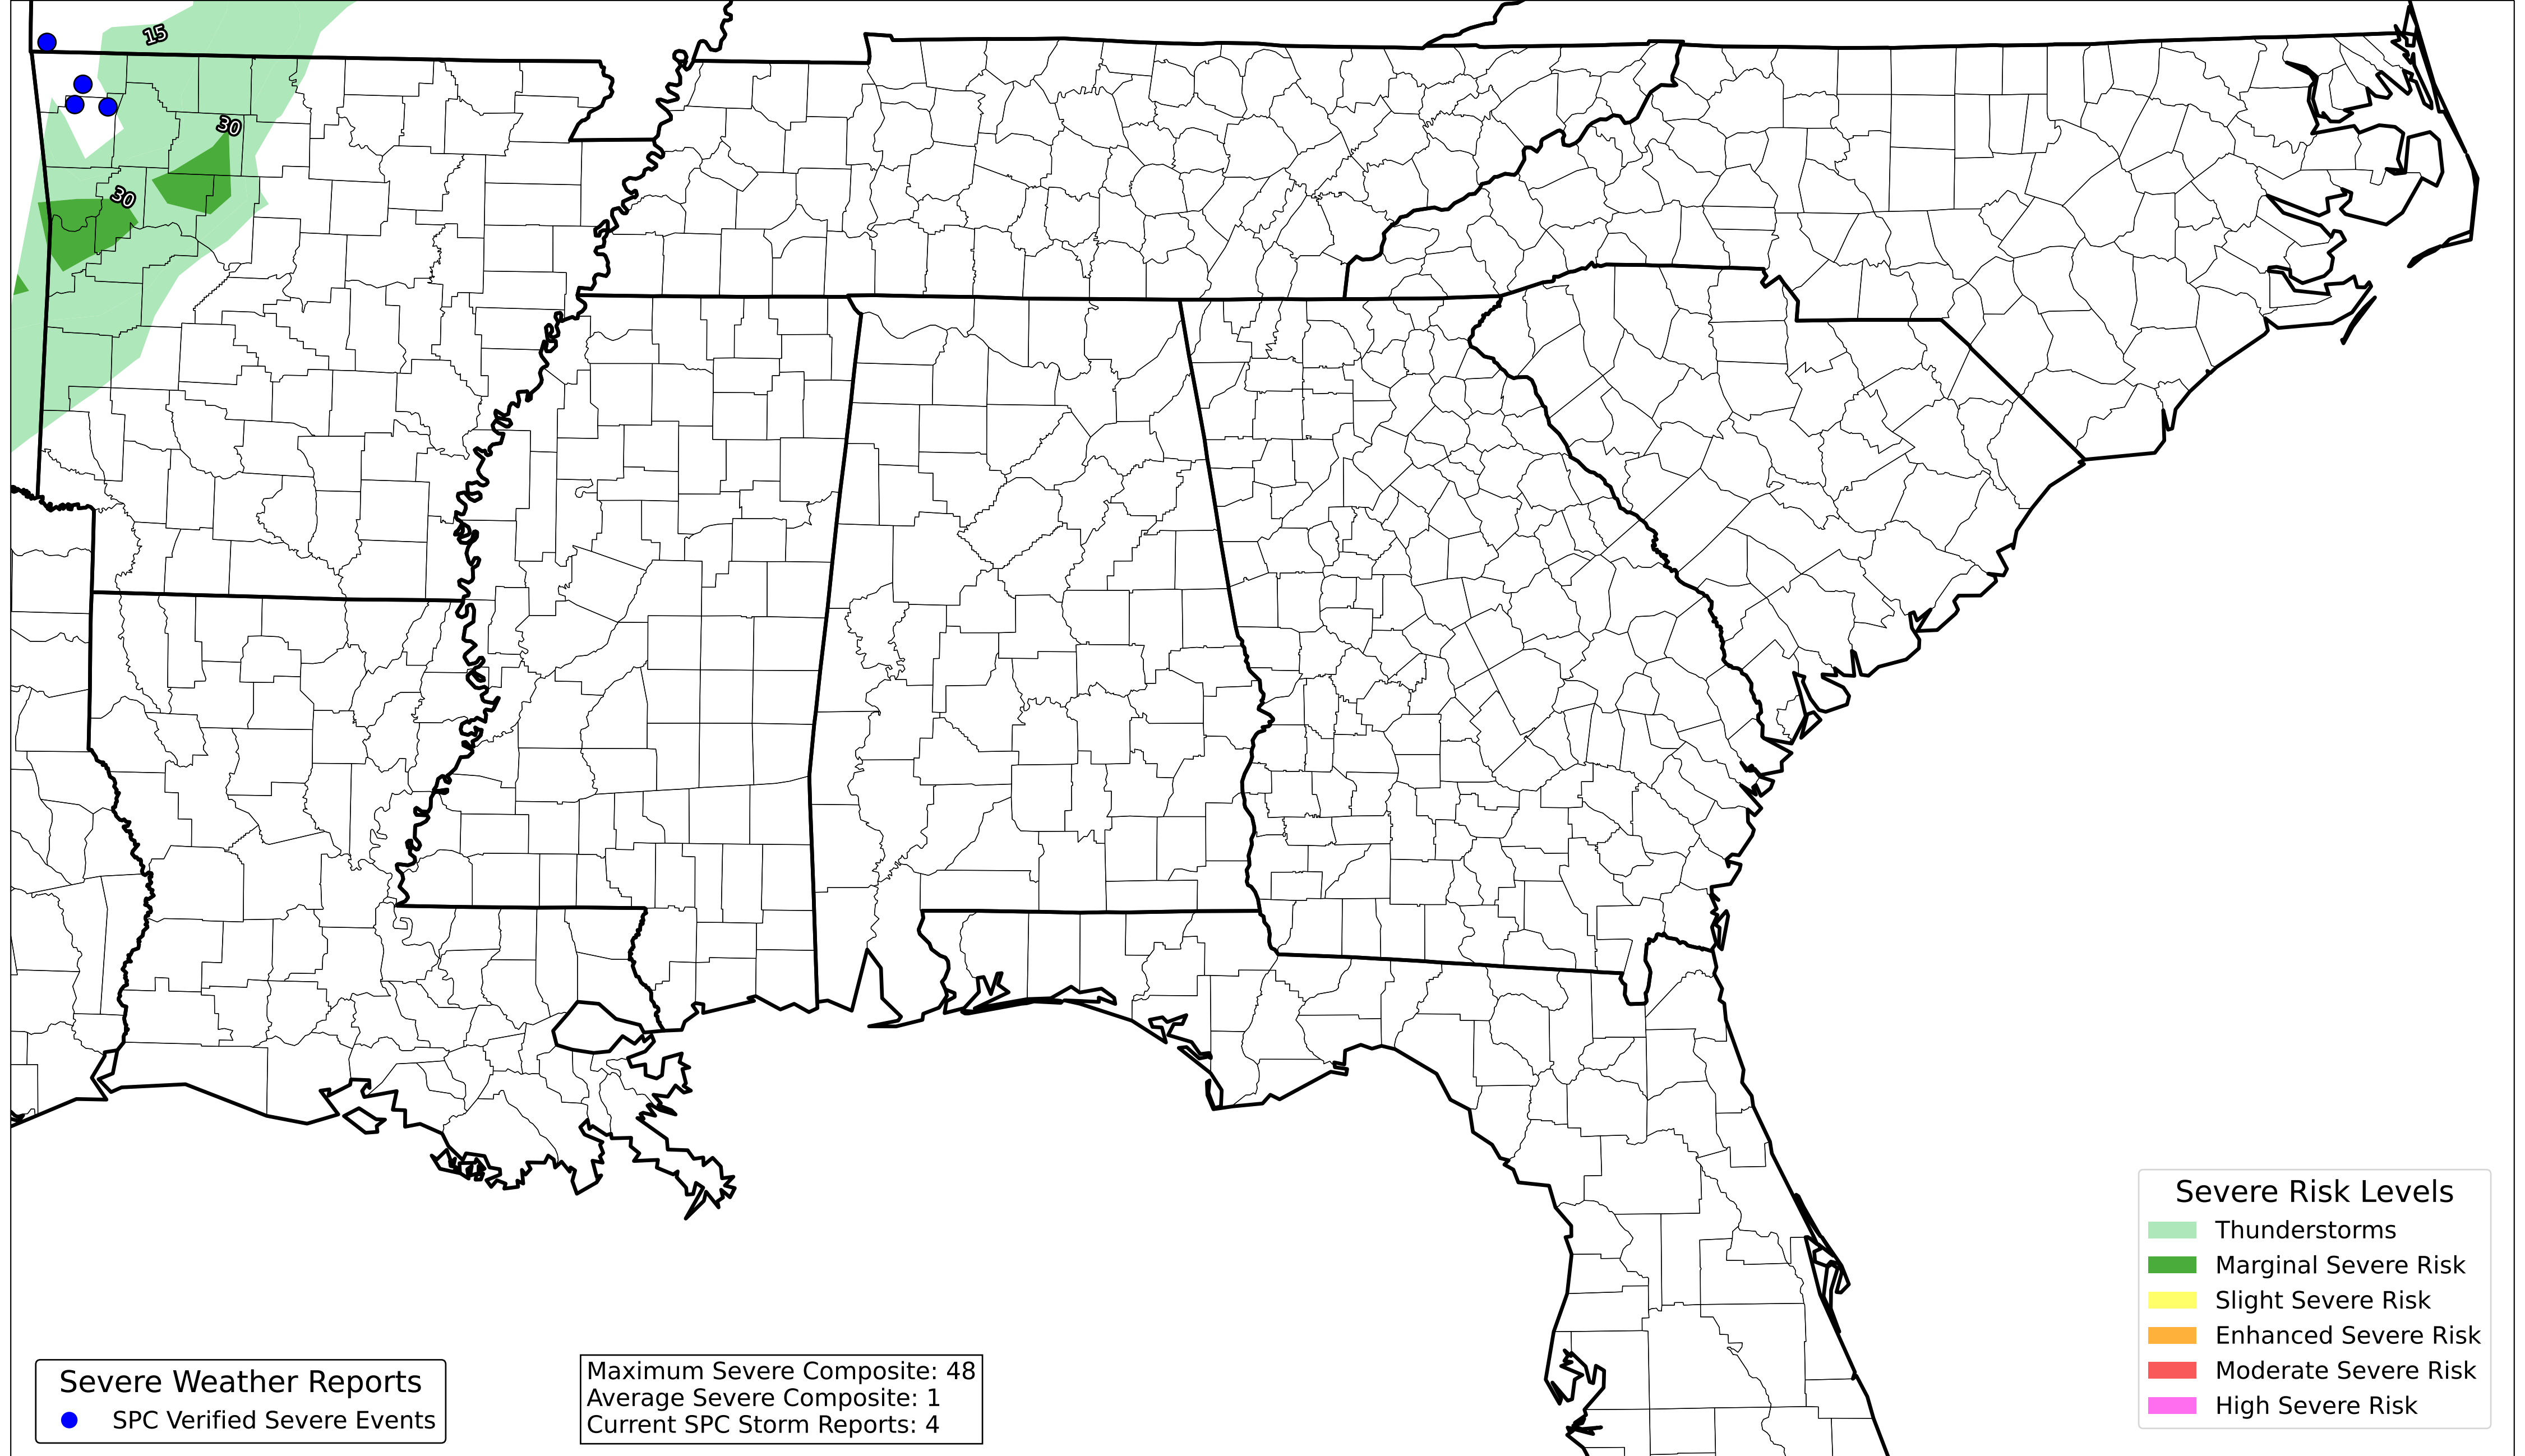 15
30
30
Severe Risk Levels
Thunderstorms
Marginal Severe Risk
Slight Severe Risk
Enhanced Severe Risk
Moderate Severe Risk
High Severe Risk
Severe Weather Reports
SPC Verified Severe Events
Maximum Severe Composite: 48
Average Severe Composite: 1
Current SPC Storm Reports: 4